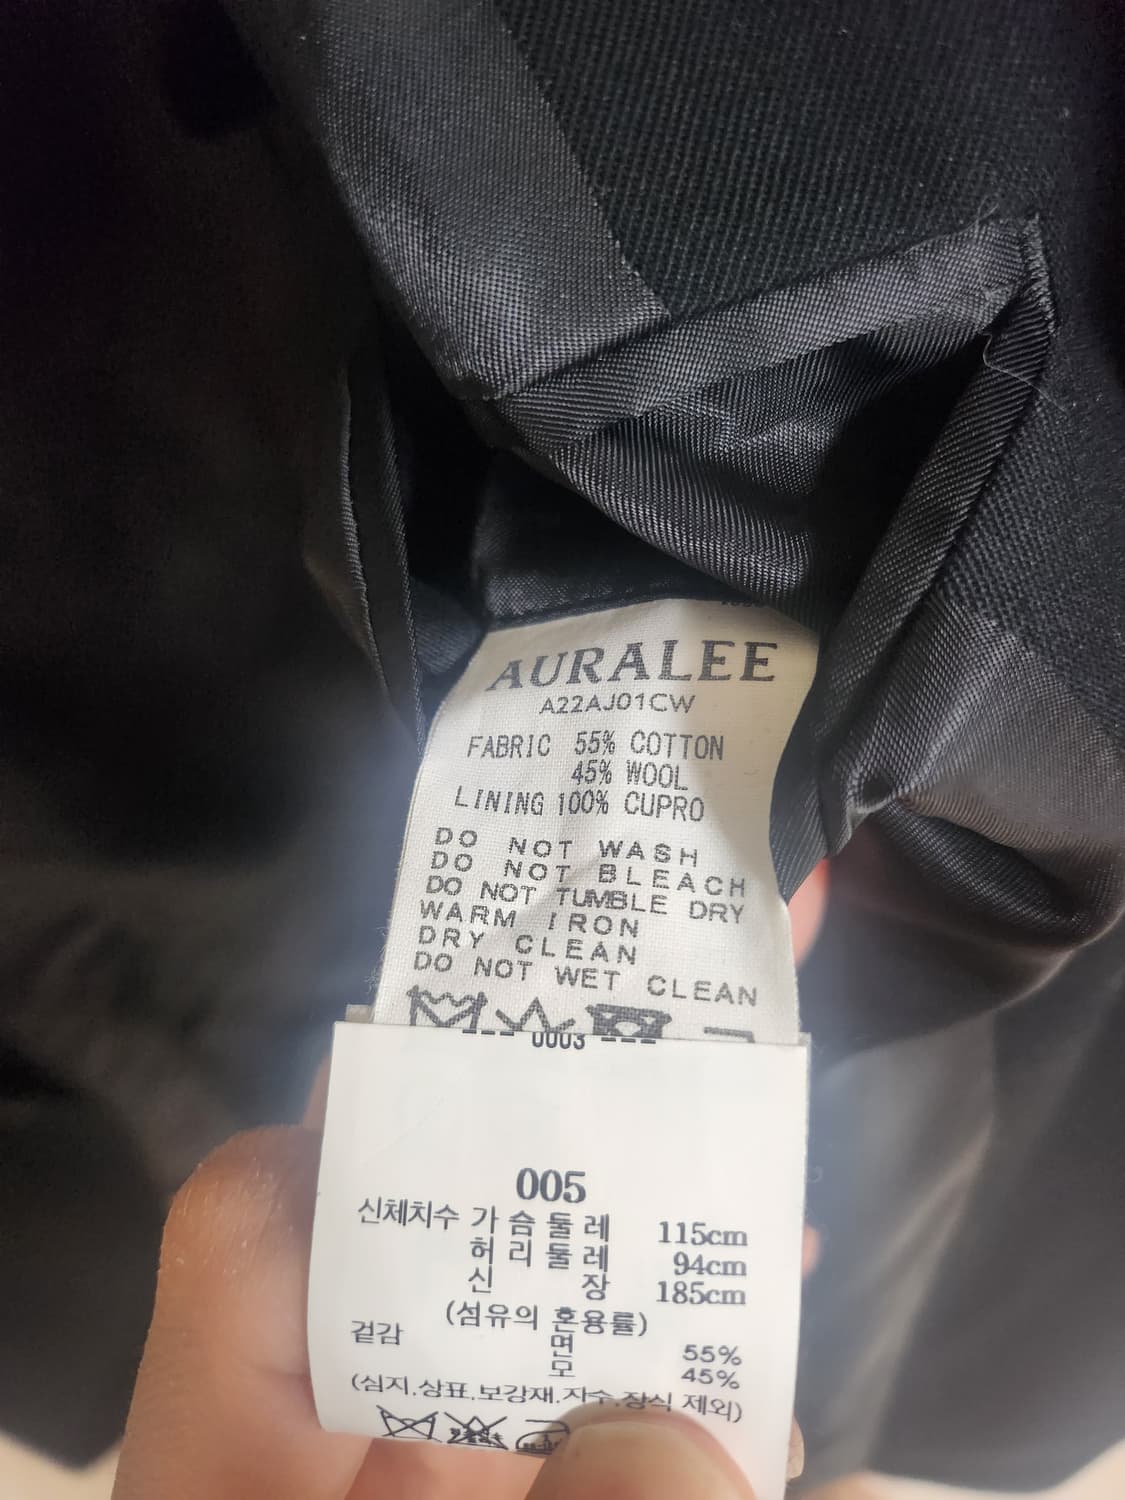 AURALEE
A22AJ01CW
FABRIC 55% COTTON
45% WOOL
LINING 100% CUPRO
DO NOT WASH
DO NOT BLEACH
DO NOT TUMBLE DRY
WARM IRON
DRY CLEAN
DO NOT WET CLEAN
--- 0003 ---
005
신체치수 가슴둘레 115cm
허리둘레 94cm
신장 185cm
(섬유의 혼용률)
겉감 면 55%
모 45%
(심지.상표.보강재.자수.장식 제외)